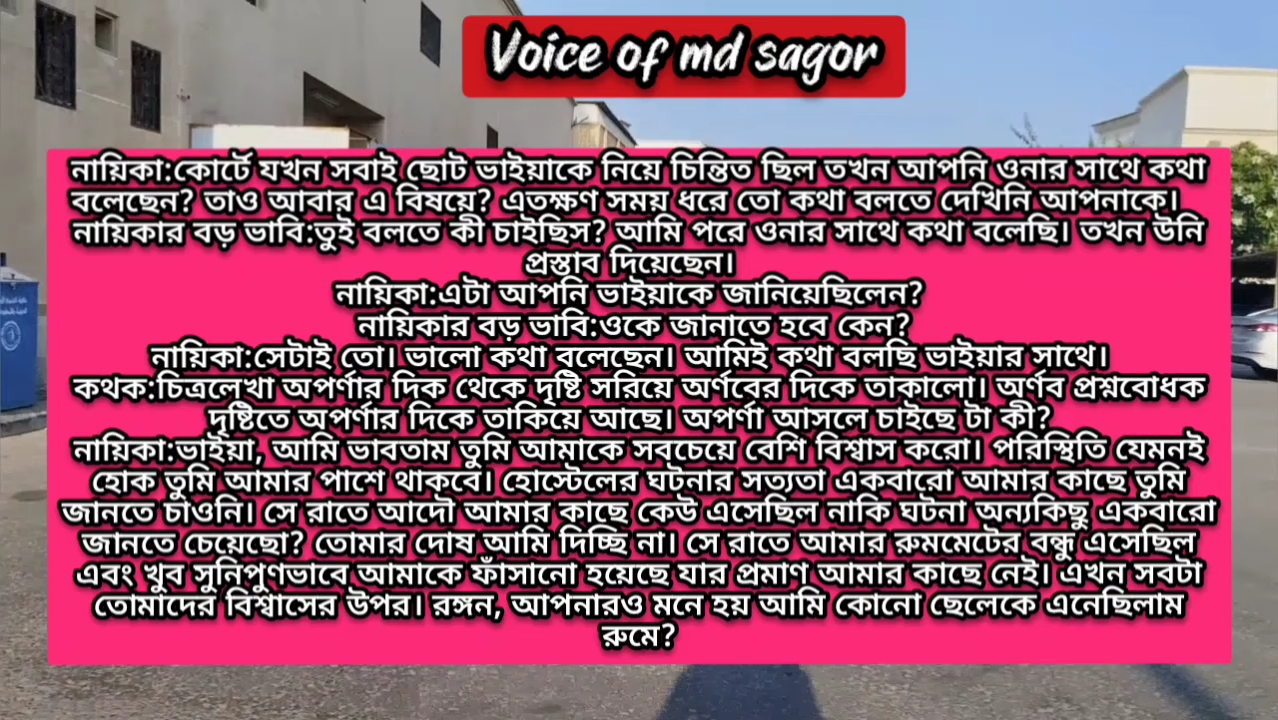 Voice of md sagor
নায়িকা:কোর্টে যখন সবাই ছোট ভাইয়াকে নিয়ে চিন্তিত ছিল তখন আপনি ওনার সাথে কথা
বলেছেন? তাও আবার এ বিষয়ে? এতক্ষণ সময় ধরে তো কথা বলতে দেখিনি আপনাকে।
নায়িকার বড় ভাবি:তুই বলতে কী চাইছিস? আমি পরে ওনার সাথে কথা বলেছি। তখন উনি
প্রস্তাব দিয়েছেন।
নায়িকা:এটা আপনি ভাইয়াকে জানিয়েছিলেন?
নায়িকার বড় ভাবি:ওকে জানাতে হবে কেন?
নায়িকা:সেটাই তো। ভালো কথা বলেছেন। আমিই কথা বলছি ভাইয়ার সাথে।
কথক:চিত্রলেখা অপর্ণার দিক থেকে দৃষ্টি সরিয়ে অর্ণবের দিকে তাকালো। অর্ণব প্রশ্নবোধক
দৃষ্টিতে অপর্ণার দিকে তাকিয়ে আছে। অপর্ণা আসলে চাইছে টা কী?
নায়িকা:ভাইয়া, আমি ভাবতাম তুমি আমাকে সবচেয়ে বেশি বিশ্বাস করো। পরিস্থিতি যেমনই
হোক তুমি আমার পাশে থাকবে। হোস্টেলের ঘটনার সত্যতা একবারো আমার কাছে তুমি
জানতে চাওনি। সে রাতে আদৌ আমার কাছে কেউ এসেছিল নাকি ঘটনা অন্যকিছু একবারো
জানতে চেয়েছো? তোমার দোষ আমি দিচ্ছি না। সে রাতে আমার রুমমেটের বন্ধু এসেছিল
এবং খুব সুনিপুণভাবে আমাকে ফাঁসানো হয়েছে যার প্রমাণ আমার কাছে নেই। এখন সবটা
তোমাদের বিশ্বাসের উপর। রঙ্গন, আপনারও মনে হয় আমি কোনো ছেলেকে এনেছিলাম
রুমে?